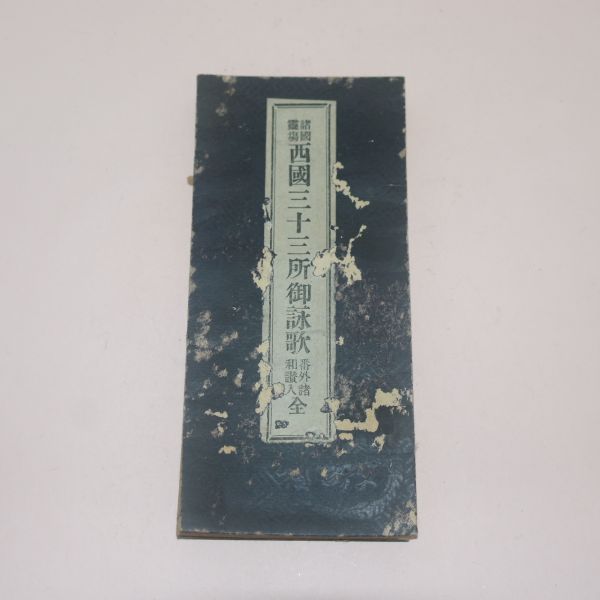 諸國
靈場
西國三十三所御詠歌
番外諸
和讃入
全